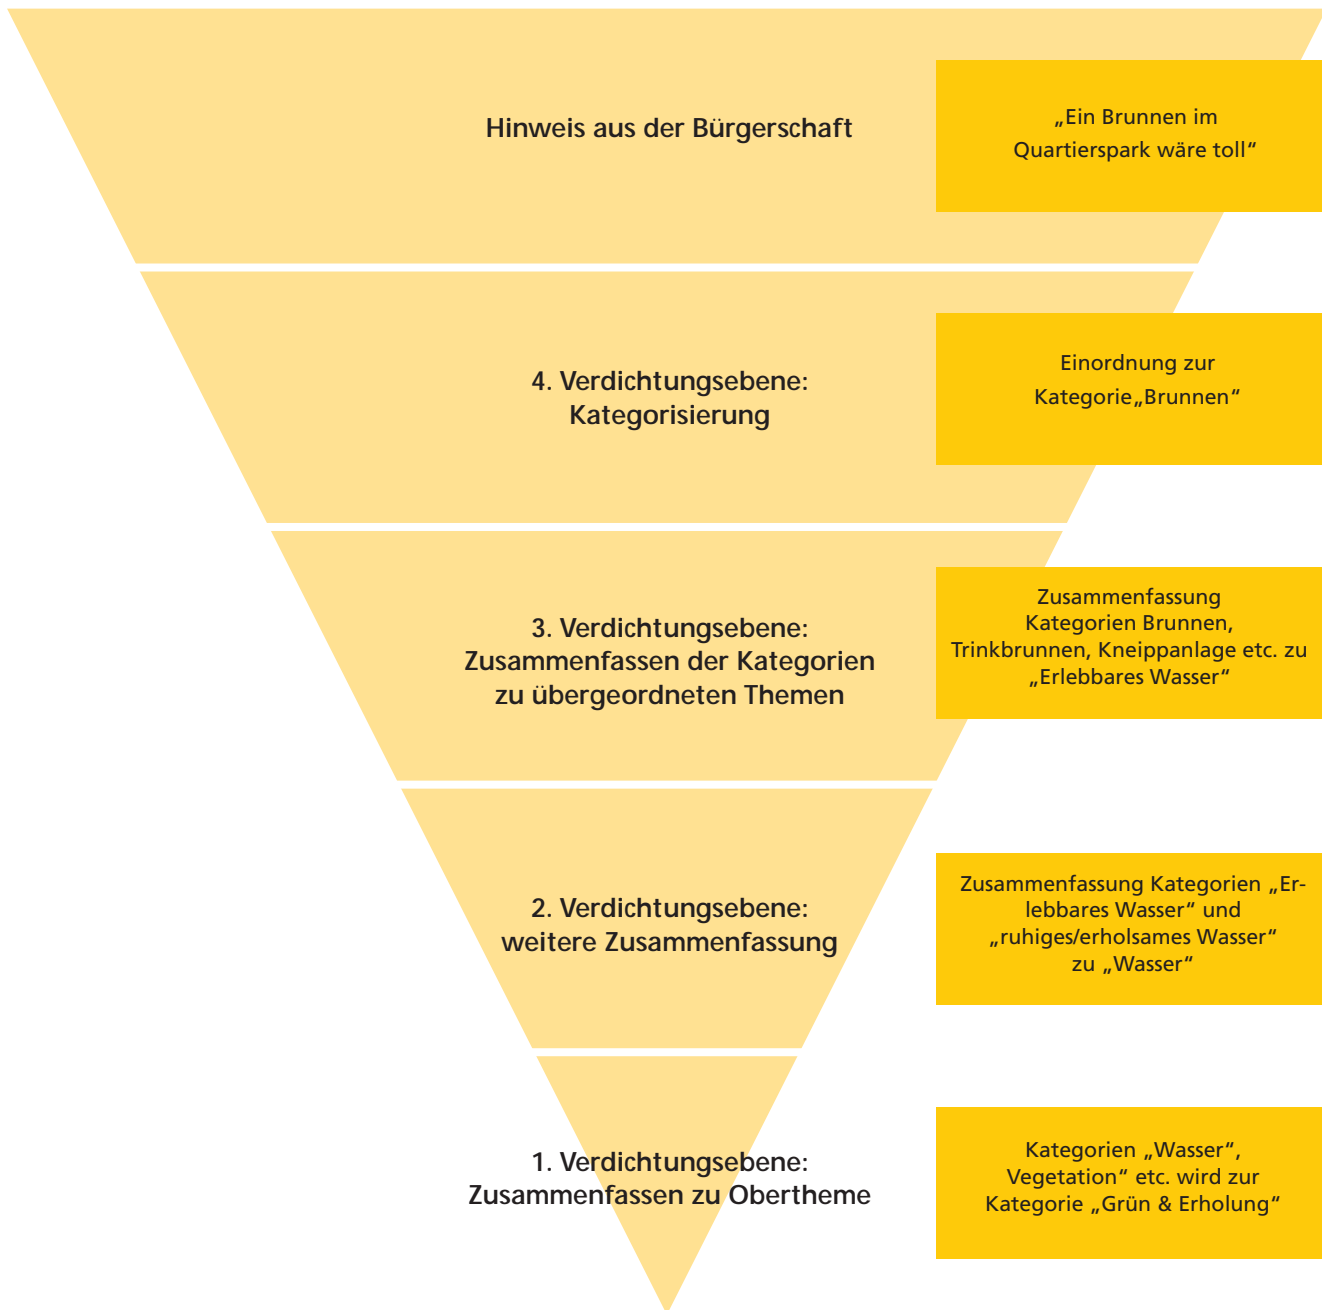 Hinweis aus der Bürgerschaft
„Ein Brunnen im
Quartierspark wäre toll“
4. Verdichtungsebene:
Kategorisierung
Einordnung zur
Kategorie„Brunnen“
3. Verdichtungsebene:
Zusammenfassen der Kategorien
zu übergeordneten Themen
Zusammenfassung
Kategorien Brunnen,
Trinkbrunnen, Kneippanlage etc. zu
„Erlebbares Wasser“
2. Verdichtungsebene:
weitere Zusammenfassung
Zusammenfassung Kategorien „Er-
lebbares Wasser“ und
„ruhiges/erholsames Wasser“
zu „Wasser“
1. Verdichtungsebene:
Zusammenfassen zu Obertheme
Kategorien „Wasser“,
Vegetation“ etc. wird zur
Kategorie „Grün & Erholung“